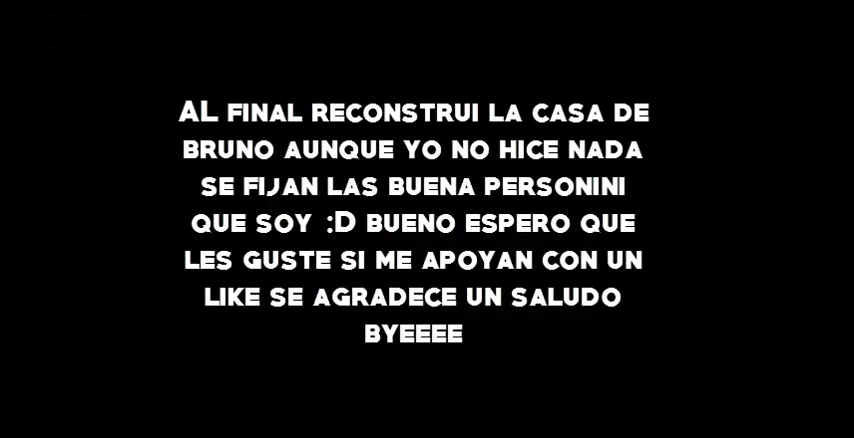 AL FINAL RECONSTRUI LA CASA DE
BRUNO AUNQUE YO NO HICE NADA
SE FIJAN LAS BUENA PERSONINI
QUE SOY :D BUENO ESPERO QUE
LES GUSTE SI ME APOYAN CON UN
LIKE SE AGRADECE UN SALUDO
BYEEEE